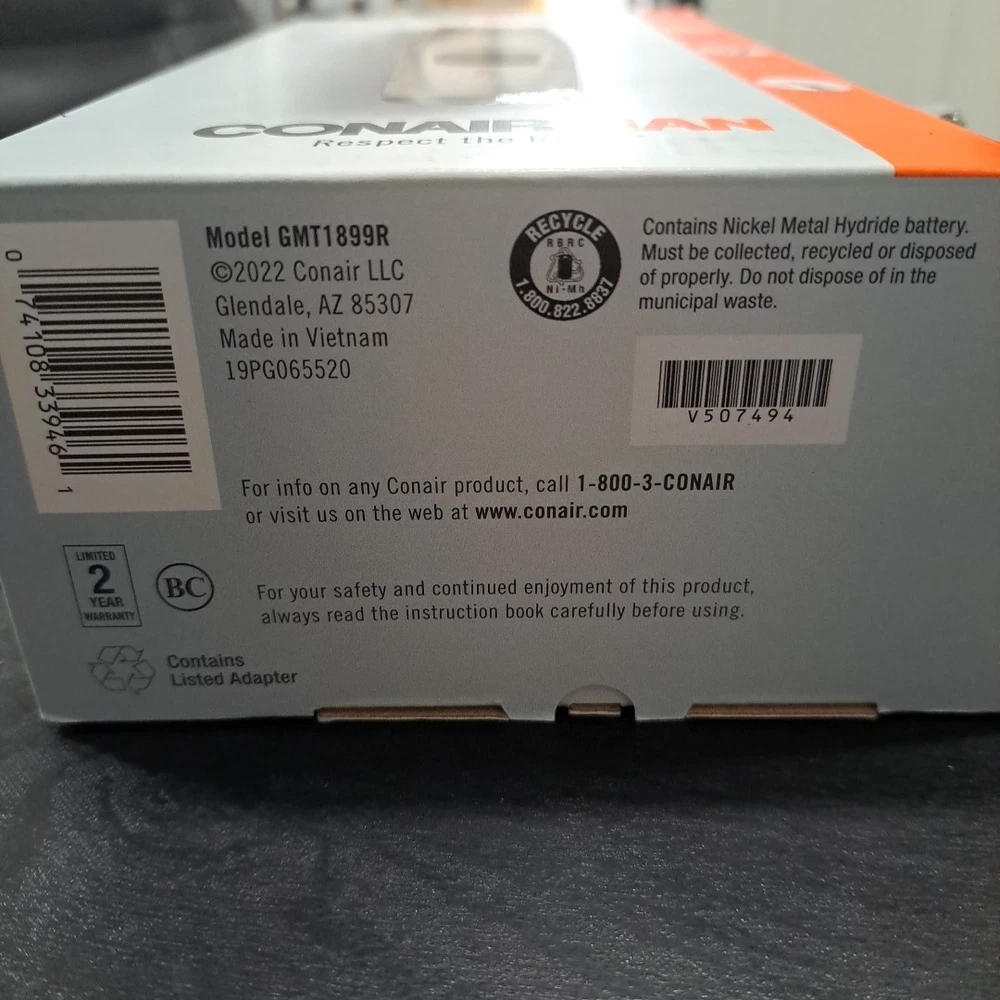 CONAIR AN
Respect the
0 74108 33946 1
Model GMT1899R
©2022 Conair LLC
Glendale, AZ 85307
Made in Vietnam
19PG065520
RECYCLE
RBRC
Ni-Mh
1.800.822.8837
Contains Nickel Metal Hydride battery.
Must be collected, recycled or disposed
of properly. Do not dispose of in the
municipal waste.
V507494
For info on any Conair product, call 1-800-3-CONAIR
or visit us on the web at www.conair.com
LIMITED
2
YEAR
WARRANTY
BC
For your safety and continued enjoyment of this product,
always read the instruction book carefully before using.
Contains
Listed Adapter